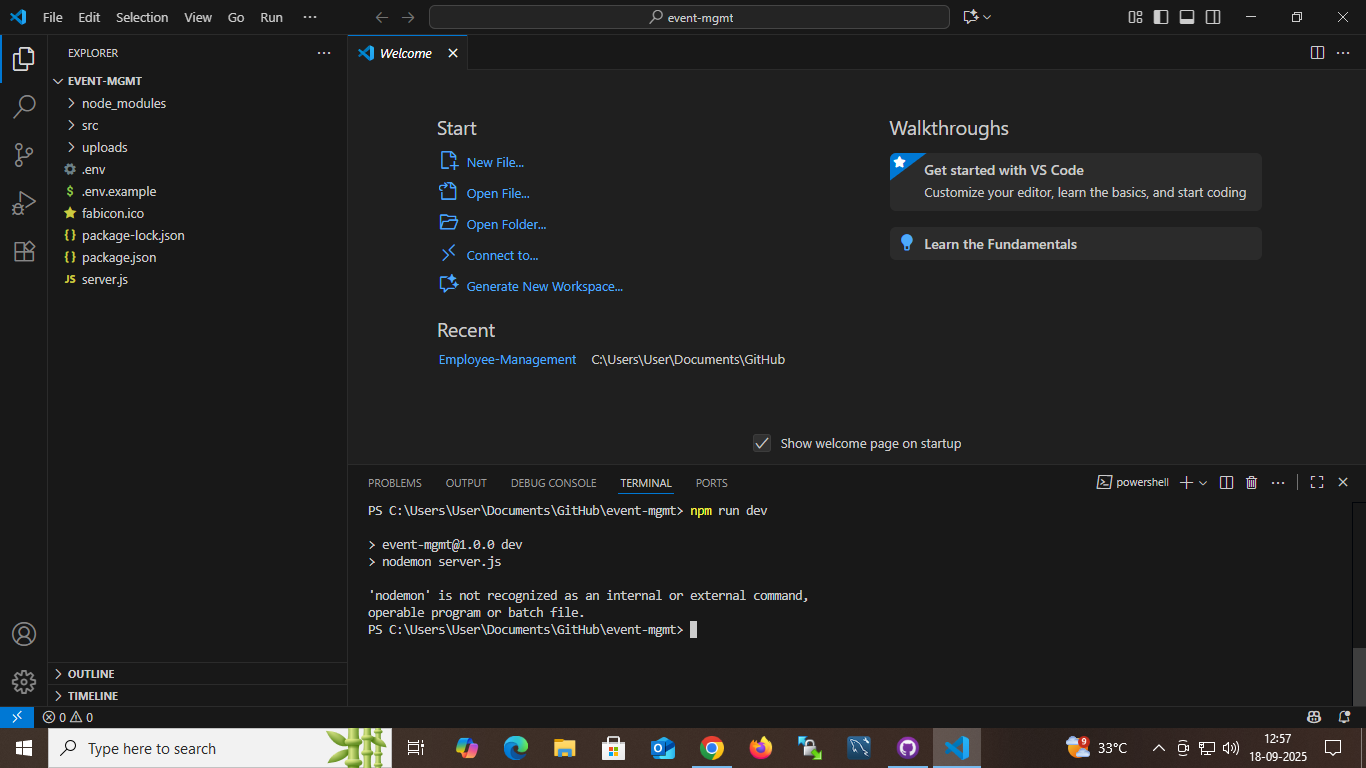 File Edit Selection View Go Run ···
event-mgmt
EXPLORER
EVENT-MGMT
node_modules
src
uploads
.env
$ .env.example
fabicon.ico
{} package-lock.json
{} package.json
JS server.js
OUTLINE
TIMELINE
Welcome
Start
New File...
Open File...
Open Folder...
Connect to...
Generate New Workspace...
Recent
Employee-Management C:\Users\User\Documents\GitHub
Walkthroughs
Get started with VS Code
Customize your editor, learn the basics, and start coding
Learn the Fundamentals
Show welcome page on startup
PROBLEMS OUTPUT DEBUG CONSOLE TERMINAL PORTS
powershell
PS C:\Users\User\Documents\GitHub\event-mgmt> npm run dev
> event-mgmt@1.0.0 dev
> nodemon server.js
'nodemon' is not recognized as an internal or external command,
operable program or batch file.
PS C:\Users\User\Documents\GitHub\event-mgmt>
0 0
Type here to search
9
33°C
12:57
18-09-2025